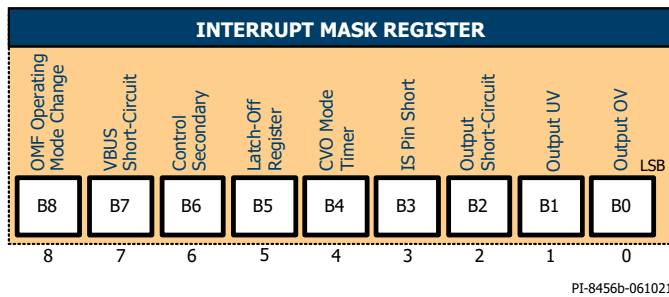 INTERRUPT MASK REGISTER
OMF Operating
Mode Change
VBUS
Short-Circuit
Control
Secondary
Latch-Off
Register
CVO Mode
Timer
IS Pin Short
Output
Short-Circuit
Output UV
Output OV
LSB
B8 B7 B6 B5 B4 B3 B2 B1 B0
8 7 6 5 4 3 2 1 0
PI-8456b-061021